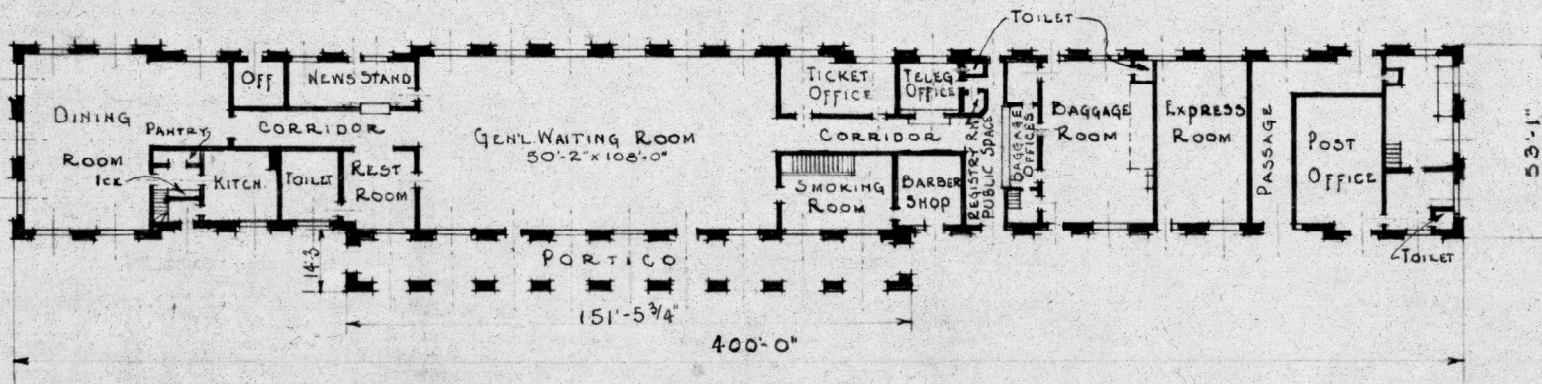 TOILET
DINING
ROOM
PANTRY
ICE
OFF
NEWS STAND
CORRIDOR
KITCH.
TOILET
REST
ROOM
GEN'L WAITING ROOM
50'-2" x 108'-0"
TICKET
OFFICE
TELEG
OFFICE
CORRIDOR
SMOKING
ROOM
BARBER
SHOP
REGISTRY RM
PUBLIC SPACE
BAGGAGE
OFFICES
BAGGAGE
ROOM
EXPRESS
ROOM
PASSAGE
POST
OFFICE
TOILET
53'-1"
14'-3
PORTICO
151'-5 3/4"
400'-0"